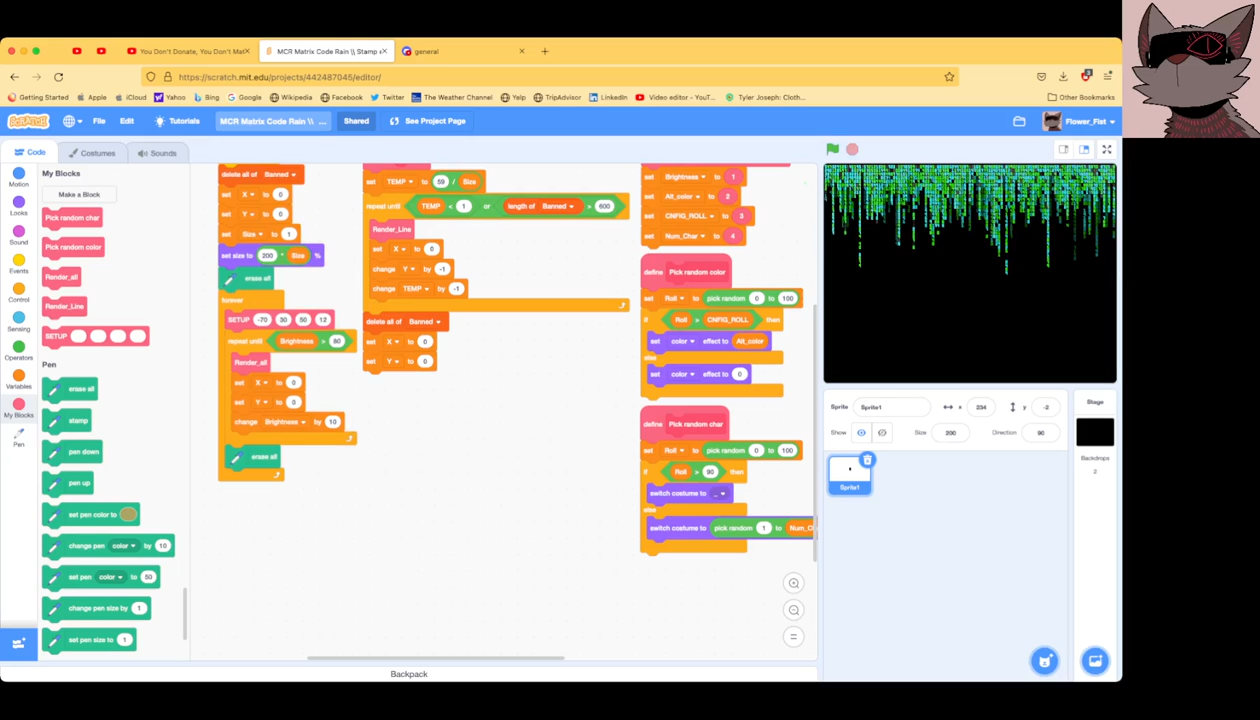 You Don't Donate, You Don't Mat
MCR Matrix Code Rain \\ Stamp
general
https://scratch.mit.edu/projects/442487045/editor/
Getting Started Apple iCloud Yahoo Bing Google Wikipedia Facebook Twitter The Weather Channel Yelp TripAdvisor LinkedIn Video editor - YouT... Tyler Joseph: Cloth... Other Bookmarks
SCRATCH File Edit Tutorials MCR Matrix Code Rain \\ ... Shared See Project Page Flower_Fist
Code Costumes Sounds
Motion
Looks
Sound
Events
Control
Sensing
Operators
Variables
My Blocks
Pen
My Blocks
Make a Block
Pick random char
Pick random color
Render_all
Render_Line
SETUP
Pen
erase all
stamp
pen down
pen up
set pen color to
change pen color by 10
set pen color to 50
change pen size by 1
set pen size to 1
delete all of Banned
set X to 0
set Y to 0
set Size to 1
set size to 200 * Size %
erase all
forever
SETUP -70 30 50 12
repeat until Brightness > 80
Render_all
set X to 0
set Y to 0
change Brightness by 10
erase all
set TEMP to 59 / Size
repeat until TEMP < 1 or length of Banned > 600
Render_Line
set X to 0
change Y by -1
change TEMP by -1
delete all of Banned
set X to 0
set Y to 0
set Brightness to 1
set Alt_color to 2
set CNFIG_ROLL to 3
set Num_Char to 4
define Pick random color
set Roll to pick random 0 to 100
if Roll > CNFIG_ROLL then
set color effect to Alt_color
else
set color effect to 0
define Pick random char
set Roll to pick random 0 to 100
if Roll > 90 then
switch costume to _
else
switch costume to pick random 1 to Num_C
Sprite Sprite1 x 234 y -2
Show Size 200 Direction 90
Sprite1
Stage
Backdrops
2
Backpack